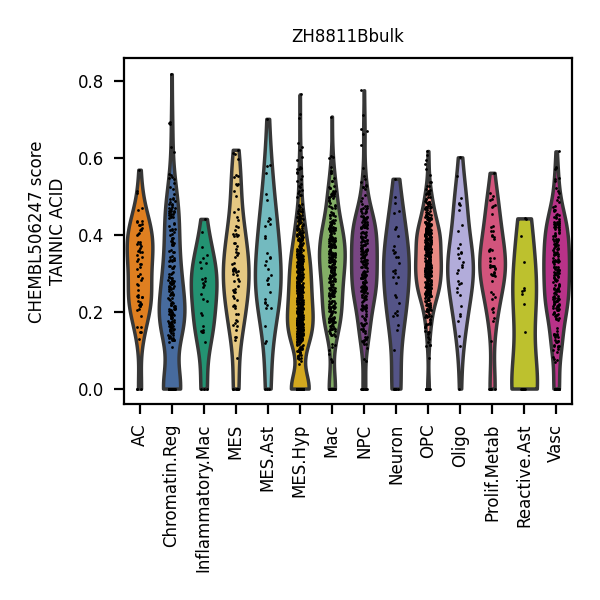 ZH8811Bbulk
CHEMBL506247 score
TANNIC ACID
0.8
0.6
0.4
0.2
0.0
AC
Chromatin.Reg
Inflammatory.Mac
MES
MES.Ast
MES.Hyp
Mac
NPC
Neuron
OPC
Oligo
Prolif.Metab
Reactive.Ast
Vasc